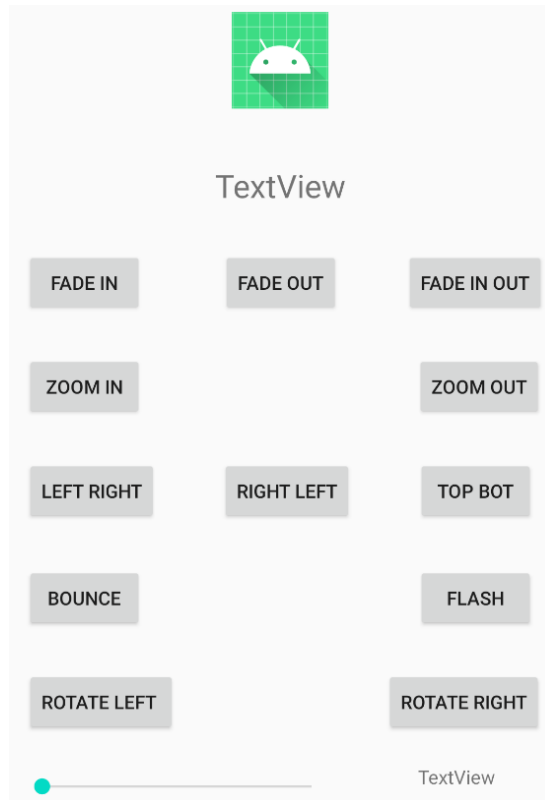 TextView
FADE IN FADE OUT FADE IN OUT
ZOOM IN ZOOM OUT
LEFT RIGHT RIGHT LEFT TOP BOT
BOUNCE FLASH
ROTATE LEFT ROTATE RIGHT
TextView